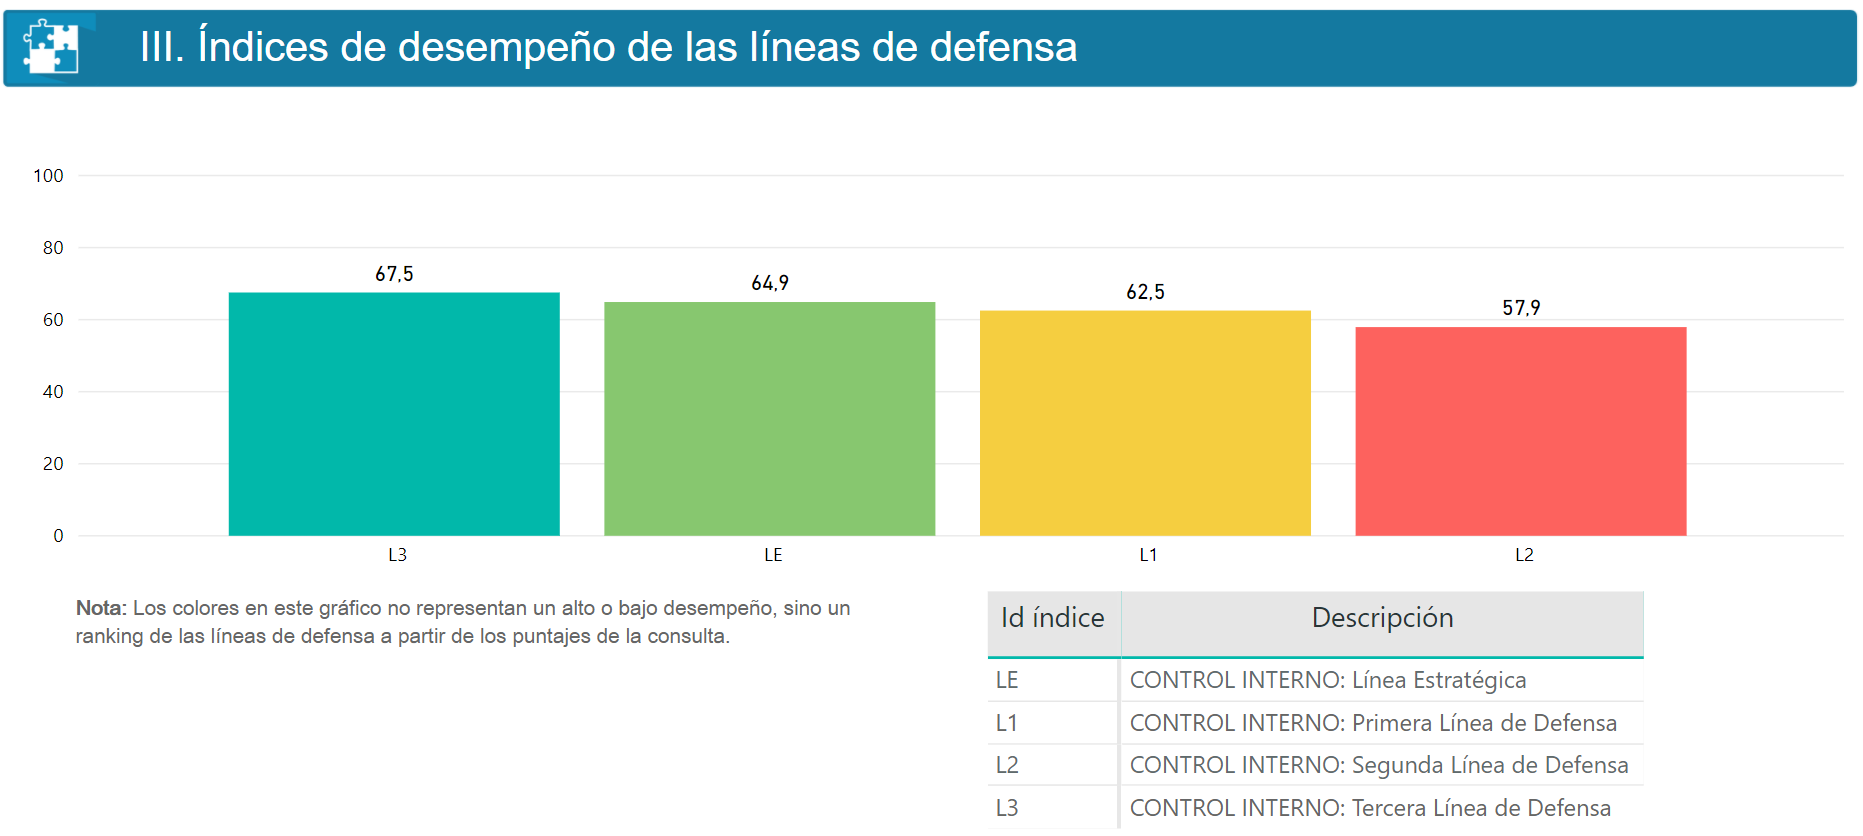 III. Índices de desempeño de las líneas de defensa
100
80
60
40
20
0
67,5
64,9
62,5
57,9
L3
LE
L1
L2
Nota: Los colores en este gráfico no representan un alto o bajo desempeño, sino un
ranking de las líneas de defensa a partir de los puntajes de la consulta.
Id índice Descripción
LE CONTROL INTERNO: Línea Estratégica
L1 CONTROL INTERNO: Primera Línea de Defensa
L2 CONTROL INTERNO: Segunda Línea de Defensa
L3 CONTROL INTERNO: Tercera Línea de Defensa